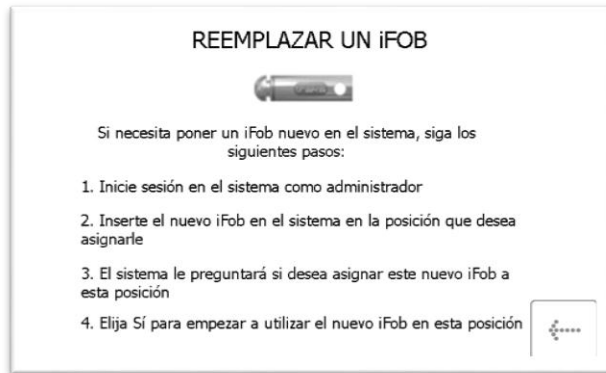 REEMPLAZAR UN iFOB
Si necesita poner un iFob nuevo en el sistema, siga los
siguientes pasos:
1. Inicie sesión en el sistema como administrador
2. Inserte el nuevo iFob en el sistema en la posición que desea
asignarle
3. El sistema le preguntará si desea asignar este nuevo iFob a
esta posición
4. Elija Sí para empezar a utilizar el nuevo iFob en esta posición